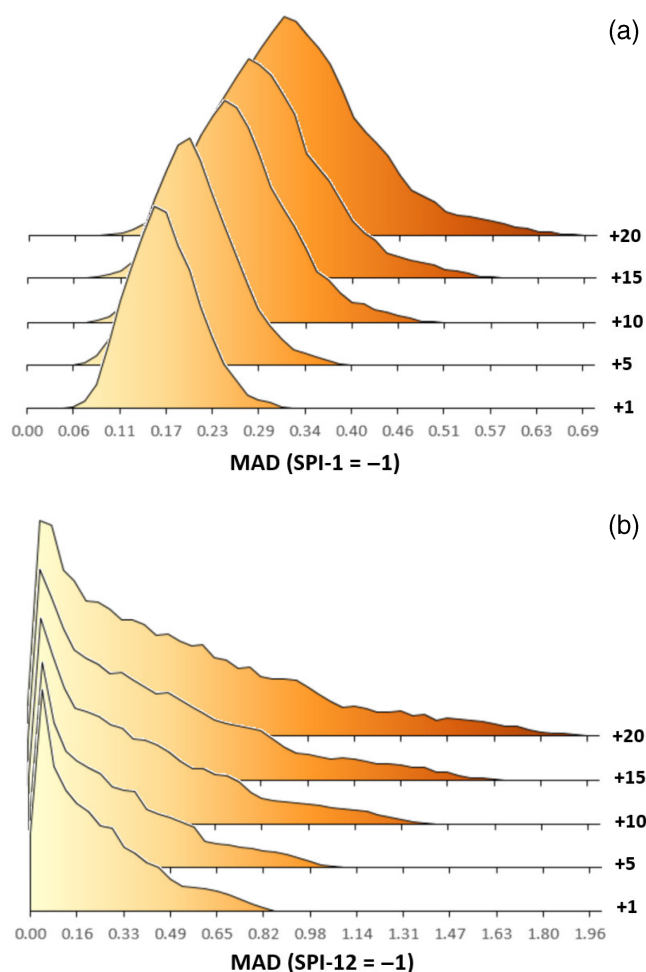 (a)
+20
+15
+10
+5
+1
0.00 0.06 0.11 0.17 0.23 0.29 0.34 0.40 0.46 0.51 0.57 0.63 0.69
MAD (SPI-1 = –1)
(b)
+20
+15
+10
+5
+1
0.00 0.16 0.33 0.49 0.65 0.82 0.98 1.14 1.31 1.47 1.63 1.80 1.96
MAD (SPI-12 = –1)